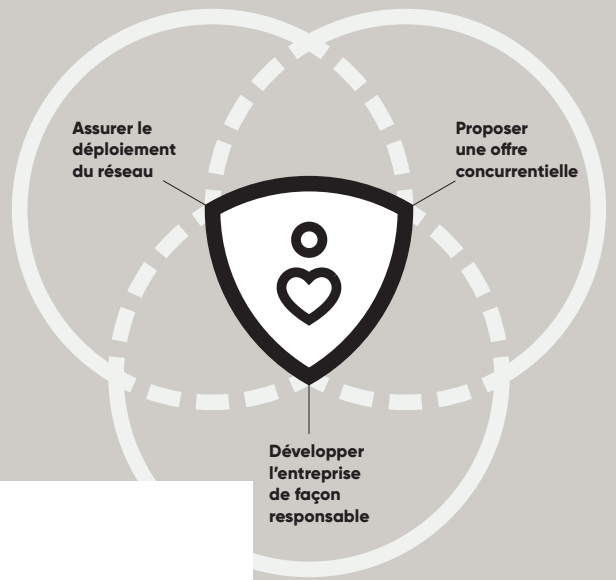 Assurer le
déploiement
du réseau
Proposer
une offre
concurrentielle
Développer
l'entreprise
de façon
responsable